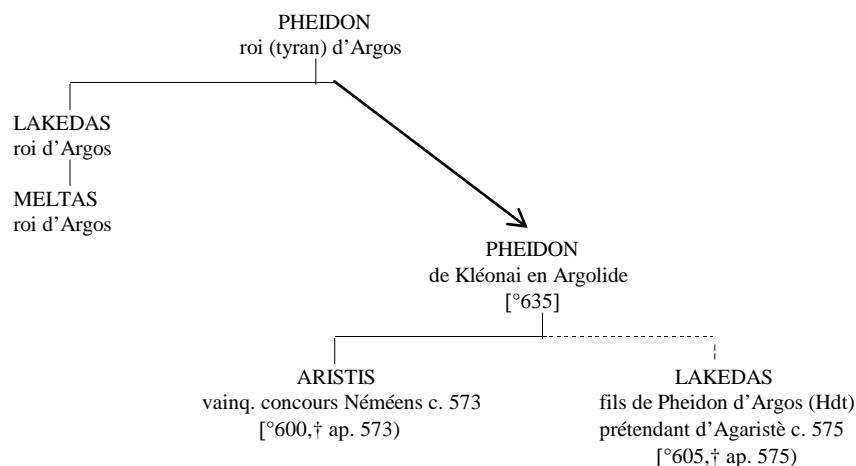 PHEIDON
roi (tyran) d'Argos
LAKEDAS
roi d'Argos
MELTAS
roi d'Argos
PHEIDON
de Kléonai en Argolide
[°635]
ARISTIS
vainq. concours Néméens c. 573
[°600,† ap. 573)
LAKEDAS
fils de Pheidon d'Argos (Hdt)
prétendant d'Agaristè c. 575
[°605,† ap. 575)